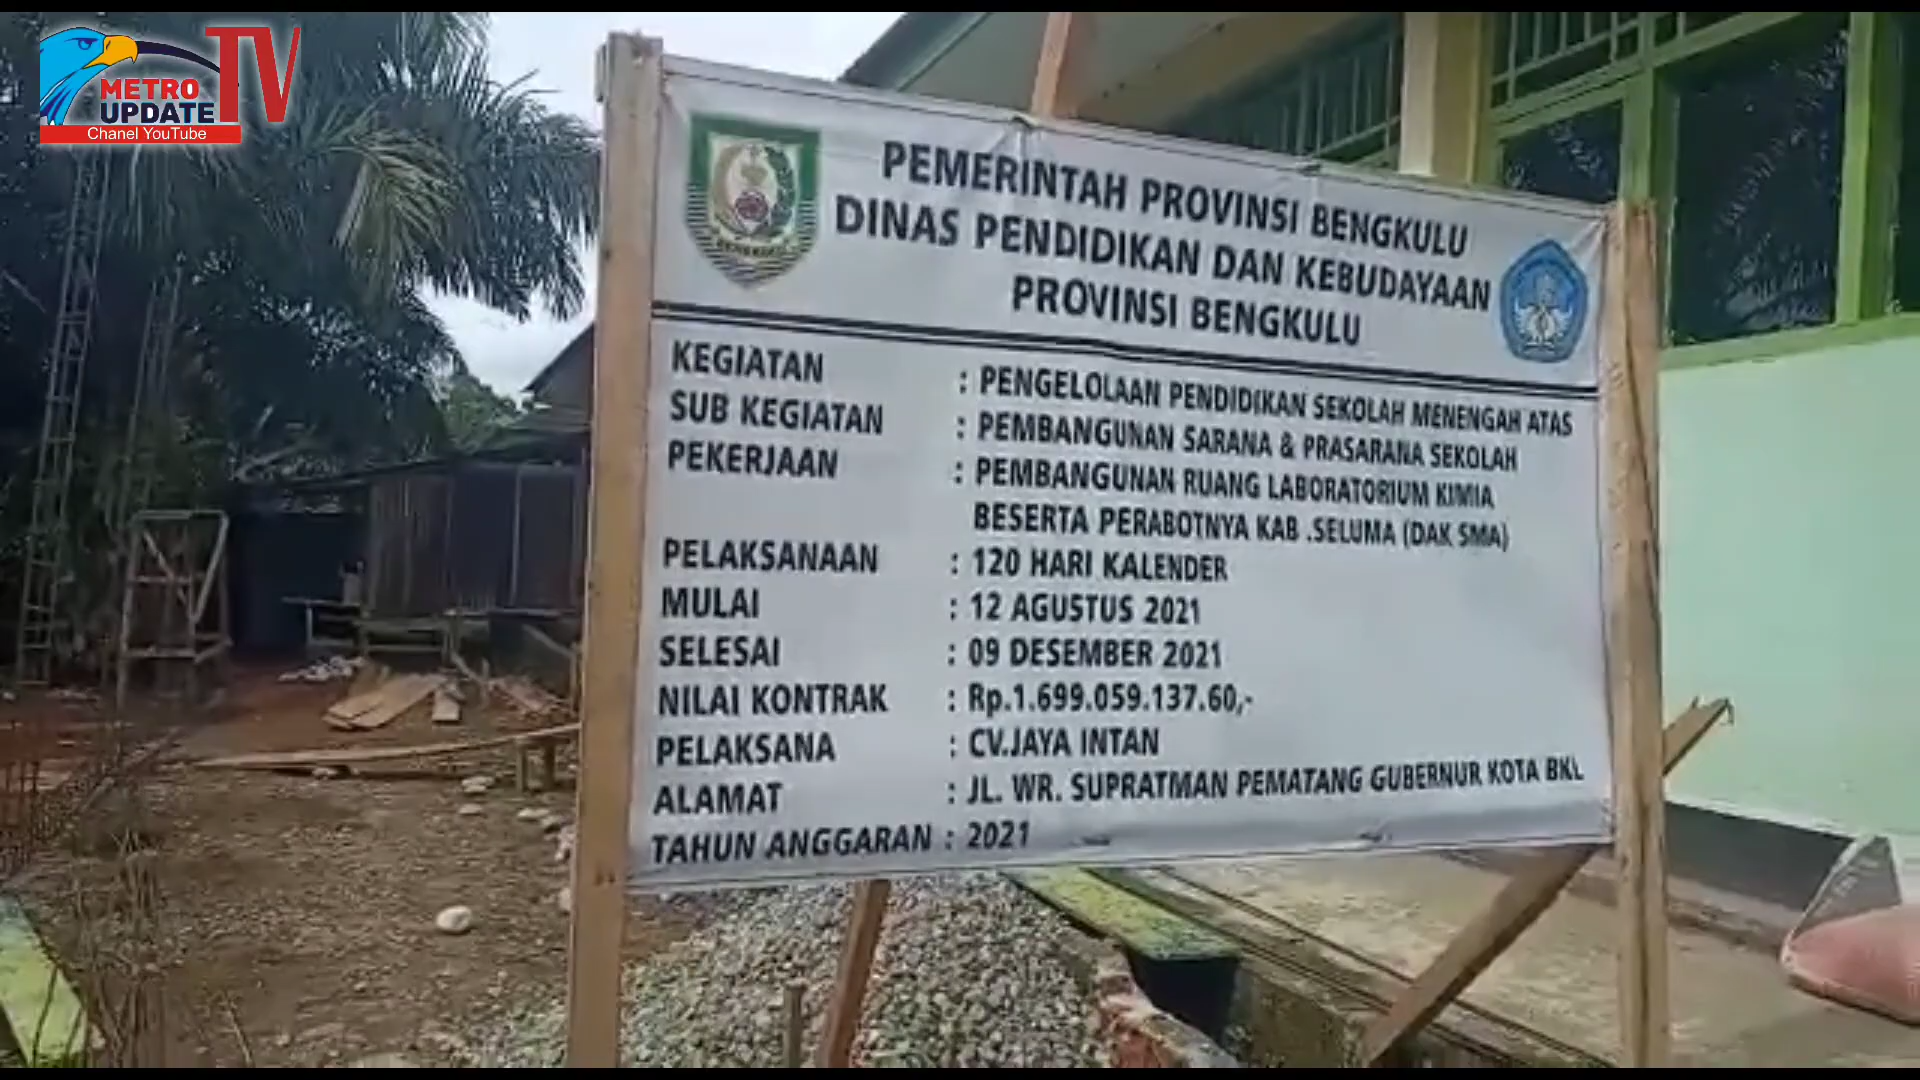 METRO
UPDATE
TV
Chanel YouTube
PEMERINTAH PROVINSI BENGKULU
DINAS PENDIDIKAN DAN KEBUDAYAAN
PROVINSI BENGKULU
KEGIATAN : PENGELOLAAN PENDIDIKAN SEKOLAH MENENGAH ATAS
SUB KEGIATAN : PEMBANGUNAN SARANA & PRASARANA SEKOLAH
PEKERJAAN : PEMBANGUNAN RUANG LABORATORIUM KIMIA
BESERTA PERABOTNYA KAB .SELUMA (DAK SMA)
PELAKSANAAN : 120 HARI KALENDER
MULAI : 12 AGUSTUS 2021
SELESAI : 09 DESEMBER 2021
NILAI KONTRAK : Rp.1.699.059.137.60,-
PELAKSANA : CV.JAYA INTAN
ALAMAT : JL. WR. SUPRATMAN PEMATANG GUBERNUR KOTA BKL
TAHUN ANGGARAN : 2021